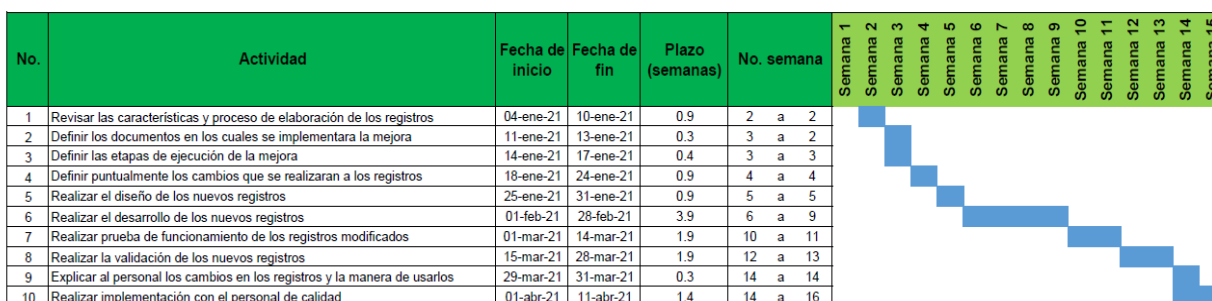 No. Actividad Fecha de inicio Fecha de fin Plazo (semanas) No. semana Semana 1 Semana 2 Semana 3 Semana 4 Semana 5 Semana 6 Semana 7 Semana 8 Semana 9 Semana 10 Semana 11 Semana 12 Semana 13 Semana 14 Semana 15
1 Revisar las características y proceso de elaboración de los registros 04-ene-21 10-ene-21 0.9 2 a 2
2 Definir los documentos en los cuales se implementara la mejora 11-ene-21 13-ene-21 0.3 3 a 2
3 Definir las etapas de ejecución de la mejora 14-ene-21 17-ene-21 0.4 3 a 3
4 Definir puntualmente los cambios que se realizaran a los registros 18-ene-21 24-ene-21 0.9 4 a 4
5 Realizar el diseño de los nuevos registros 25-ene-21 31-ene-21 0.9 5 a 5
6 Realizar el desarrollo de los nuevos registros 01-feb-21 28-feb-21 3.9 6 a 9
7 Realizar prueba de funcionamiento de los registros modificados 01-mar-21 14-mar-21 1.9 10 a 11
8 Realizar la validación de los nuevos registros 15-mar-21 28-mar-21 1.9 12 a 13
9 Explicar al personal los cambios en los registros y la manera de usarlos 29-mar-21 31-mar-21 0.3 14 a 14
10 Realizar implementación con el personal de calidad 01-abr-21 11-abr-21 1.4 14 a 16